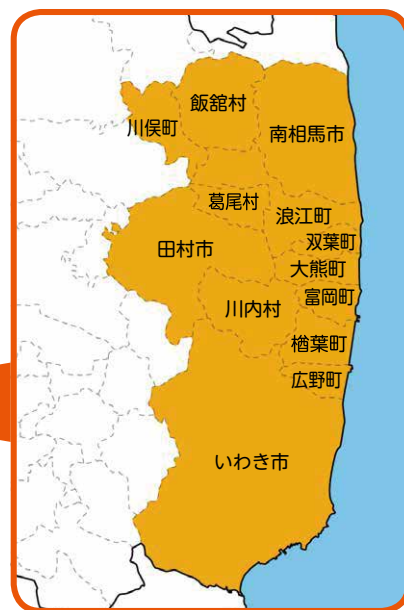 飯舘村
川俣町
南相馬市
葛尾村
浪江町
双葉町
田村市
大熊町
富岡町
川内村
楢葉町
広野町
いわき市